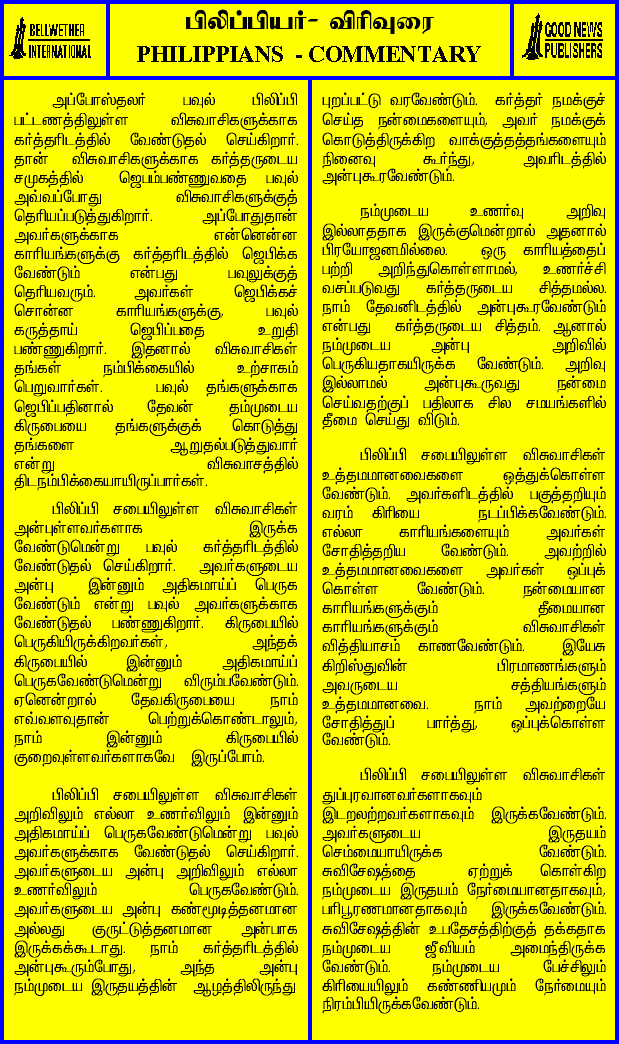 BELLWETHER
INTERNATIONAL
பிலிப்பியர்- விரிவுரை
PHILIPPIANS - COMMENTARY
GOOD NEWS
PUBLISHERS
அப்போஸ்தலர் பவுல் பிலிப்பி
பட்டணத்திலுள்ள விசுவாசிகளுக்காக
கர்த்தரிடத்தில் வேண்டுதல் செய்கிறார்.
தான் விசுவாசிகளுக்காக கர்த்தருடைய
சமுகத்தில் ஜெபம்பண்ணுவதை பவுல்
அவ்வப்போது விசுவாசிகளுக்குத்
தெரியப்படுத்துகிறார். அப்போதுதான்
அவர்களுக்காக என்னென்ன
காரியங்களுக்கு கர்த்தரிடத்தில் ஜெபிக்க
வேண்டும் என்பது பவுலுக்குத்
தெரியவரும். அவர்கள் ஜெபிக்கச்
சொன்ன காரியங்களுக்கு, பவுல்
கருத்தாய் ஜெபிப்பதை உறுதி
பண்ணுகிறார். இதனால் விசுவாசிகள்
தங்கள் நம்பிக்கையில் உற்சாகம்
பெறுவார்கள். பவுல் தங்களுக்காக
ஜெபிப்பதினால் தேவன் தம்முடைய
கிருபையை தங்களுக்குக் கொடுத்து
தங்களை ஆறுதல்படுத்துவார்
என்று விசுவாசத்தில்
திடநம்பிக்கையாயிருப்பார்கள்.
பிலிப்பி சபையிலுள்ள விசுவாசிகள்
அன்புள்ளவர்களாக இருக்க
வேண்டுமென்று பவுல் கர்த்தரிடத்தில்
வேண்டுதல் செய்கிறார். அவர்களுடைய
அன்பு இன்னும் அதிகமாய்ப் பெருக
வேண்டும் என்று பவுல் அவர்களுக்காக
வேண்டுதல் பண்ணுகிறார். கிருபையில்
பெருகியிருக்கிறவர்கள், அந்தக்
கிருபையில் இன்னும் அதிகமாய்ப்
பெருகவேண்டுமென்று விரும்பவேண்டும்.
ஏனென்றால் தேவகிருபையை நாம்
எவ்வளவுதான் பெற்றுக்கொண்டாலும்,
நாம் இன்னும் கிருபையில்
குறைவுள்ளவர்களாகவே இருப்போம்.
பிலிப்பி சபையிலுள்ள விசுவாசிகள்
அறிவிலும் எல்லா உணர்விலும் இன்னும்
அதிகமாய்ப் பெருகவேண்டுமென்று பவுல்
அவர்களுக்காக வேண்டுதல் செய்கிறார்.
அவர்களுடைய அன்பு அறிவிலும் எல்லா
உணர்விலும் பெருகவேண்டும்.
அவர்களுடைய அன்பு கண்மூடித்தனமான
அல்லது குருட்டுத்தனமான அன்பாக
இருக்கக்கூடாது. நாம் கர்த்தரிடத்தில்
அன்புகூரும்போது, அந்த அன்பு
நம்முடைய இருதயத்தின் ஆழத்திலிருந்து
புறப்பட்டு வரவேண்டும். கர்த்தர் நமக்குச்
செய்த நன்மைகளையும், அவர் நமக்குக்
கொடுத்திருக்கிற வாக்குத்தத்தங்களையும்
நினைவு கூர்ந்து, அவரிடத்தில்
அன்புகூரவேண்டும்.
நம்முடைய உணர்வு அறிவு
இல்லாததாக இருக்குமென்றால் அதனால்
பிரயோஜனமில்லை. ஒரு காரியத்தைப்
பற்றி அறிந்துகொள்ளாமல், உணர்ச்சி
வசப்படுவது கர்த்தருடைய சித்தமல்ல.
நாம் தேவனிடத்தில் அன்புகூரவேண்டும்
என்பது கர்த்தருடைய சித்தம். ஆனால்
நம்முடைய அன்பு அறிவில்
பெருகியதாகயிருக்க வேண்டும். அறிவு
இல்லாமல் அன்புகூருவது நன்மை
செய்வதற்குப் பதிலாக சில சமயங்களில்
தீமை செய்து விடும்.
பிலிப்பி சபையிலுள்ள விசுவாசிகள்
உத்தமமானவைகளை ஒத்துக்கொள்ள
வேண்டும். அவர்களிடத்தில் பகுத்தறியும்
வரம் கிரியை நடப்பிக்கவேண்டும்.
எல்லா காரியங்களையும் அவர்கள்
சோதித்தறிய வேண்டும். அவற்றில்
உத்தமமானவைகளை அவர்கள் ஒப்புக்
கொள்ள வேண்டும். நன்மையான
காரியங்களுக்கும் தீமையான
காரியங்களுக்கும் விசுவாசிகள்
வித்தியாசம் காணவேண்டும். இயேசு
கிறிஸ்துவின் பிரமாணங்களும்
அவருடைய சத்தியங்களும்
உத்தமமானவை. நாம் அவற்றையே
சோதித்துப் பார்த்து, ஒப்புக்கொள்ள
வேண்டும்.
பிலிப்பி சபையிலுள்ள விசுவாசிகள்
துப்புரவானவர்களாகவும்
இடறலற்றவர்களாகவும் இருக்கவேண்டும்.
அவர்களுடைய இருதயம்
செம்மையாயிருக்க வேண்டும்.
சுவிசேஷத்தை ஏற்றுக் கொள்கிற
நம்முடைய இருதயம் நேர்மையானதாகவும்,
பரிபூரணமானதாகவும் இருக்கவேண்டும்.
சுவிசேஷத்தின் உபதேசத்திற்குத் தக்கதாக
நம்முடைய ஜீவியம் அமைந்திருக்க
வேண்டும். நம்முடைய பேச்சிலும்
கிரியையிலும் கண்ணியமும் நேர்மையும்
நிரம்பியிருக்கவேண்டும்.